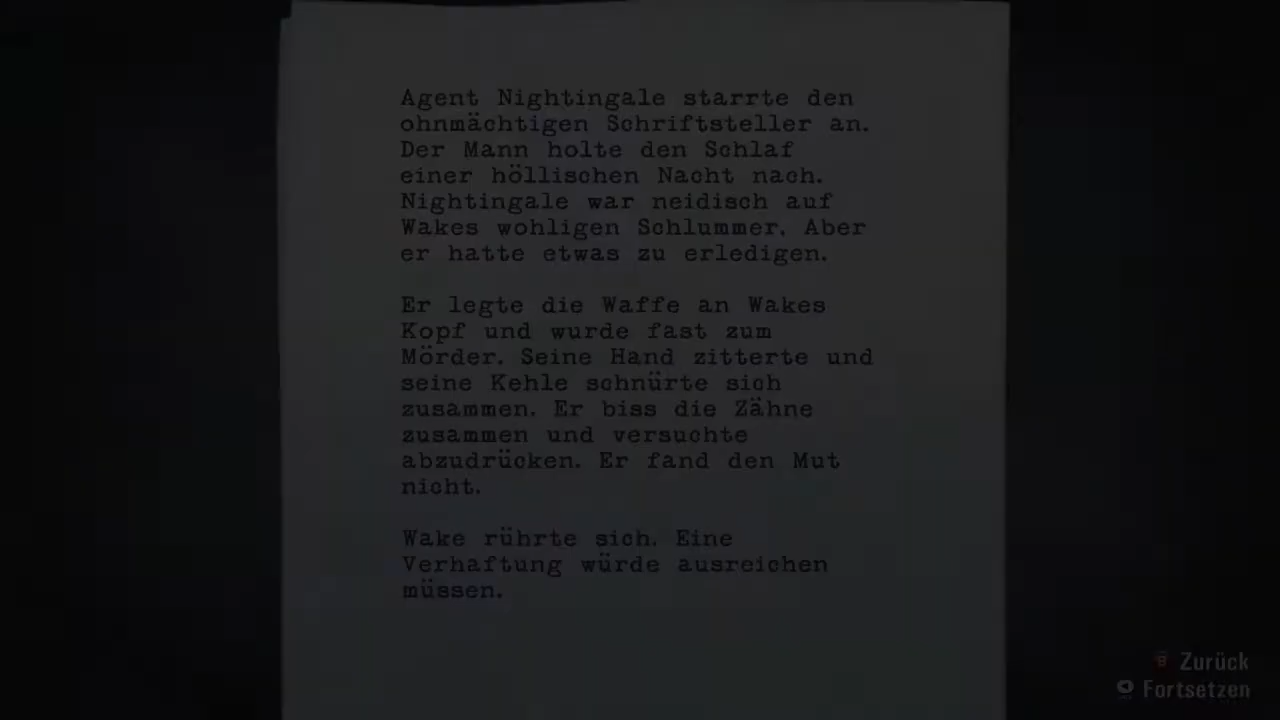 Agent Nightingale starrte den
ohnmächtigen Schriftsteller an.
Der Mann holte den Schlaf
einer höllischen Nacht nach.
Nightingale war neidisch auf
Wakes wohligen Schlummer. Aber
er hatte etwas zu erledigen.
Er legte die Waffe an Wakes
Kopf und wurde fast zum
Mörder. Seine Hand zitterte und
seine Kehle schnürte sich
zusammen. Er biss die Zähne
zusammen und versuchte
abzudrücken. Er fand den Mut
nicht.
Wake rührte sich. Eine
Verhaftung würde ausreichen
müssen.
B Zurück
Fortsetzen